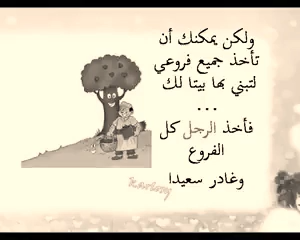 ولكن يمكنك أن
تأخذ جميع فروعي
لتبني بها بيتا لك
...
فأخذ الرجل كل
الفروع
وغادر سعيدا